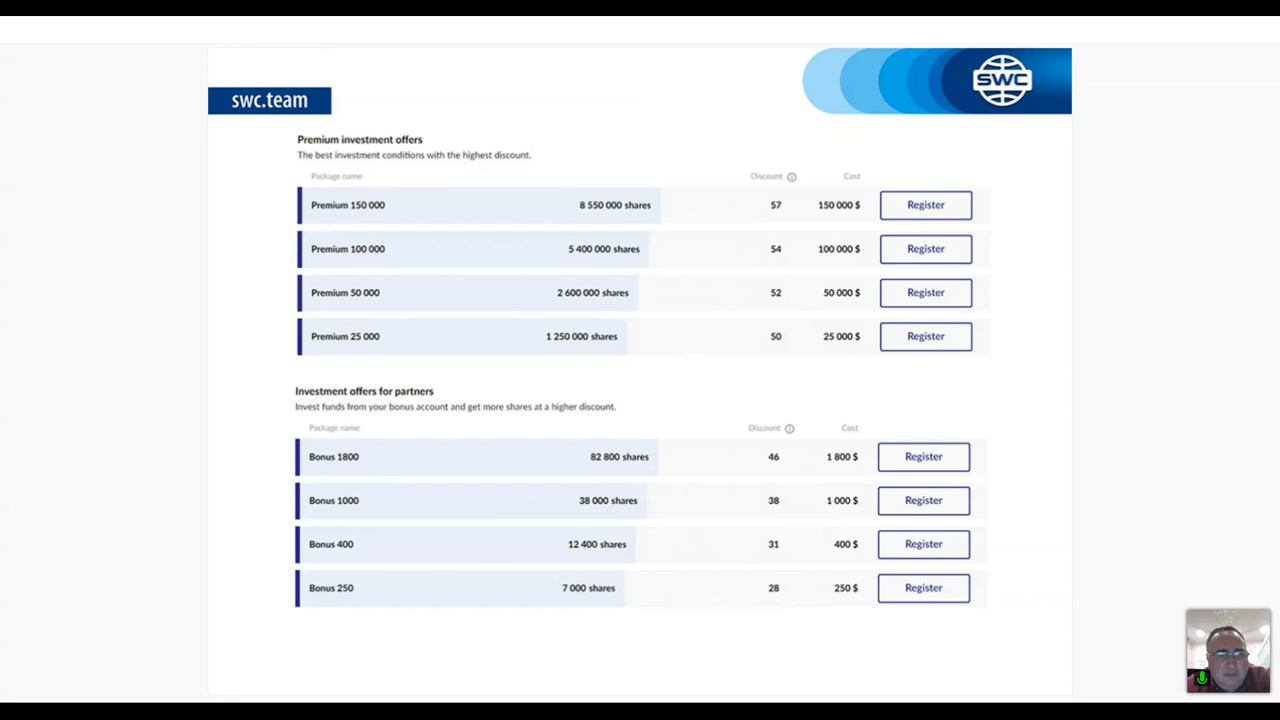 SWC
swc.team
Premium investment offers
The best investment conditions with the highest discount.
Package name Discount Cost
Premium 150 000 8 550 000 shares 57 150 000 $ Register
Premium 100 000 5 400 000 shares 54 100 000 $ Register
Premium 50 000 2 600 000 shares 52 50 000 $ Register
Premium 25 000 1 250 000 shares 50 25 000 $ Register
Investment offers for partners
Invest funds from your bonus account and get more shares at a higher discount.
Package name Discount Cost
Bonus 1800 82 800 shares 46 1 800 $ Register
Bonus 1000 38 000 shares 38 1 000 $ Register
Bonus 400 12 400 shares 31 400 $ Register
Bonus 250 7 000 shares 28 250 $ Register